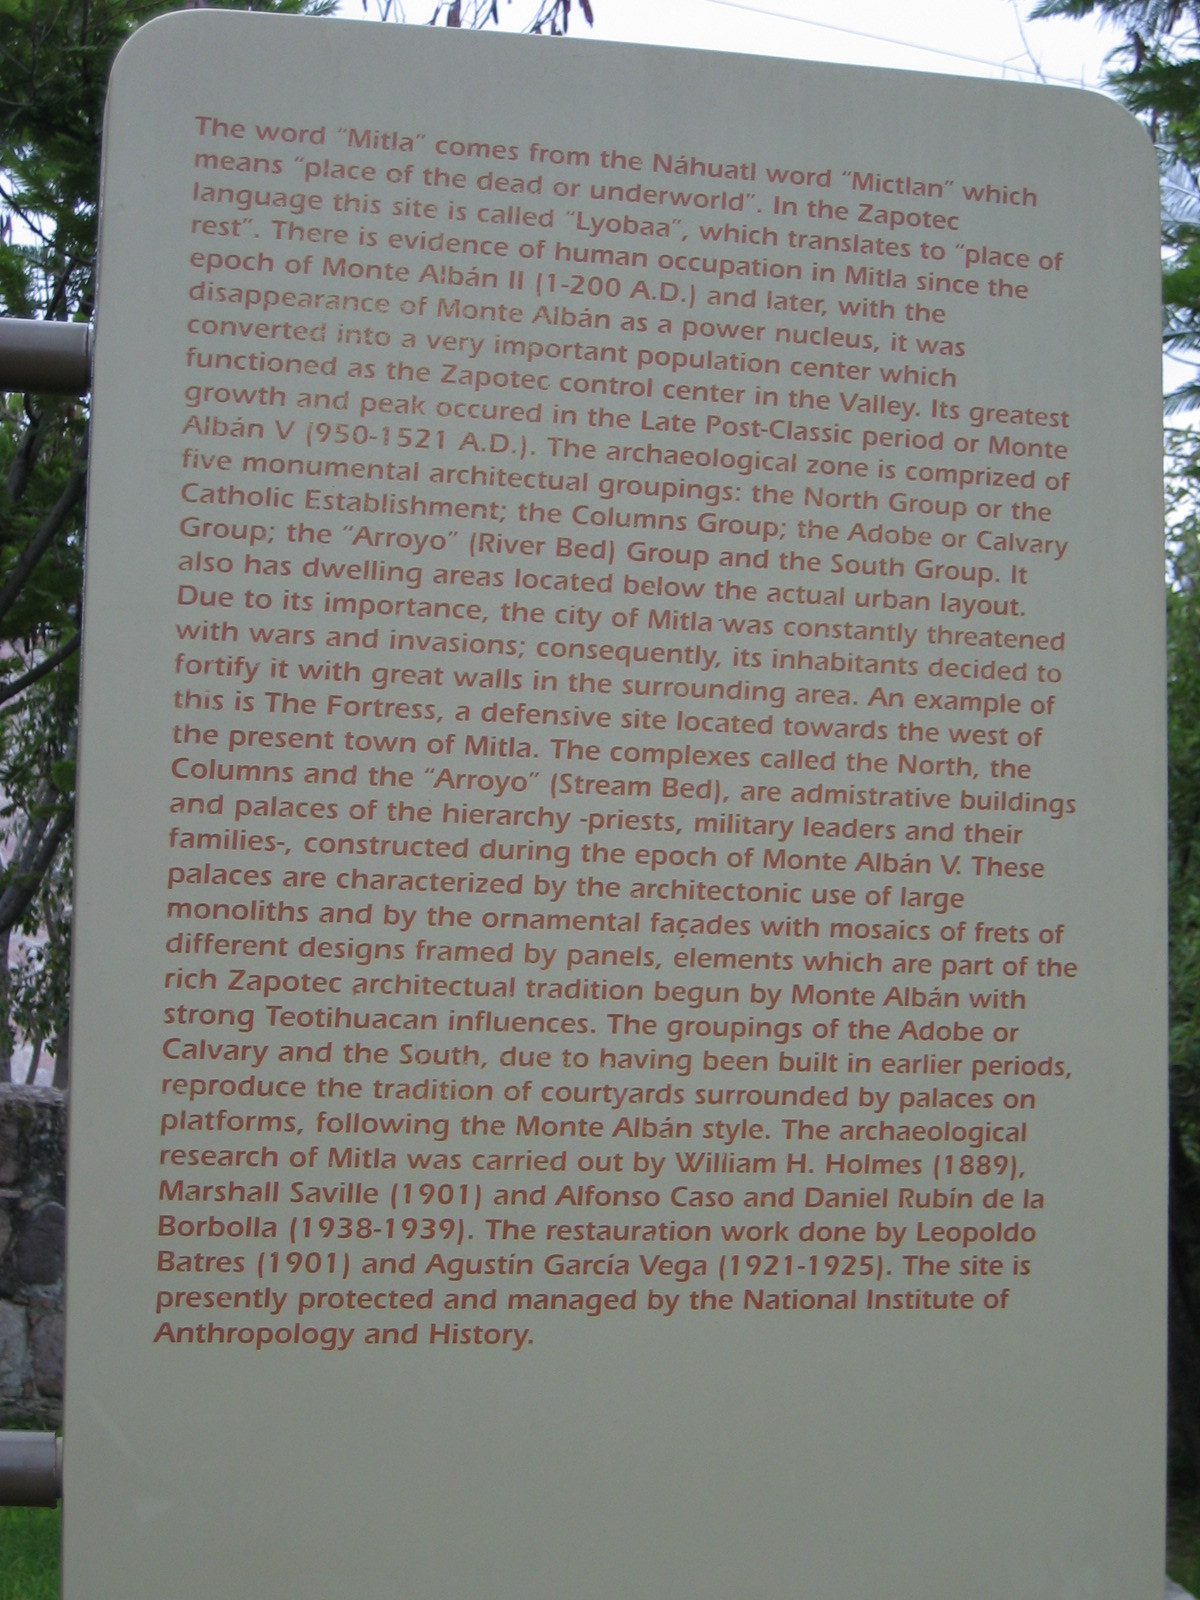 The word "Mitla" comes from the Náhuatl word "Mictlan" which
means "place of the dead or underworld". In the Zapotec
language this site is called "Lyobaa", which translates to "place of
rest". There is evidence of human occupation in Mitla since the
epoch of Monte Albán II (1-200 A.D.) and later, with the
disappearance of Monte Albán as a power nucleus, it was
converted into a very important population center which
functioned as the Zapotec control center in the Valley. Its greatest
growth and peak occured in the Late Post-Classic period or Monte
Albán V (950-1521 A.D.). The archaeological zone is comprized of
five monumental architectual groupings: the North Group or the
Catholic Establishment; the Columns Group; the Adobe or Calvary
Group; the "Arroyo" (River Bed) Group and the South Group. It
also has dwelling areas located below the actual urban layout.
Due to its importance, the city of Mitla was constantly threatened
with wars and invasions; consequently, its inhabitants decided to
fortify it with great walls in the surrounding area. An example of
this is The Fortress, a defensive site located towards the west of
the present town of Mitla. The complexes called the North, the
Columns and the "Arroyo" (Stream Bed), are admistrative buildings
and palaces of the hierarchy -priests, military leaders and their
families-, constructed during the epoch of Monte Albán V. These
palaces are characterized by the architectonic use of large
monoliths and by the ornamental façades with mosaics of frets of
different designs framed by panels, elements which are part of the
rich Zapotec architectual tradition begun by Monte Albán with
strong Teotihuacan influences. The groupings of the Adobe or
Calvary and the South, due to having been built in earlier periods,
reproduce the tradition of courtyards surrounded by palaces on
platforms, following the Monte Albán style. The archaeological
research of Mitla was carried out by William H. Holmes (1889),
Marshall Saville (1901) and Alfonso Caso and Daniel Rubín de la
Borbolla (1938-1939). The restauration work done by Leopoldo
Batres (1901) and Agustín García Vega (1921-1925). The site is
presently protected and managed by the National Institute of
Anthropology and History.